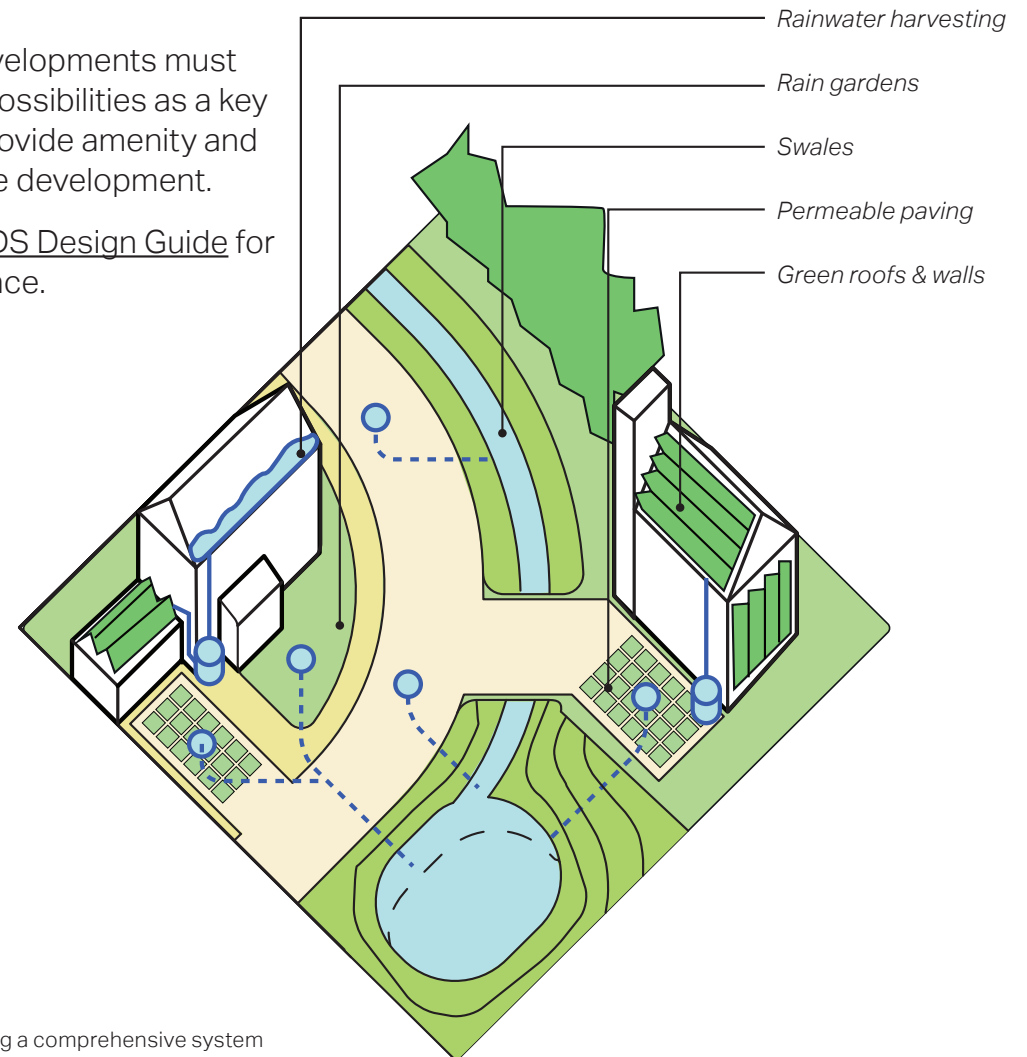 velopments must
ossibilities as a key
ovide amenity and
e development.
DS Design Guide for
nce.
Rainwater harvesting
Rain gardens
Swales
Permeable paving
Green roofs & walls
g a comprehensive system